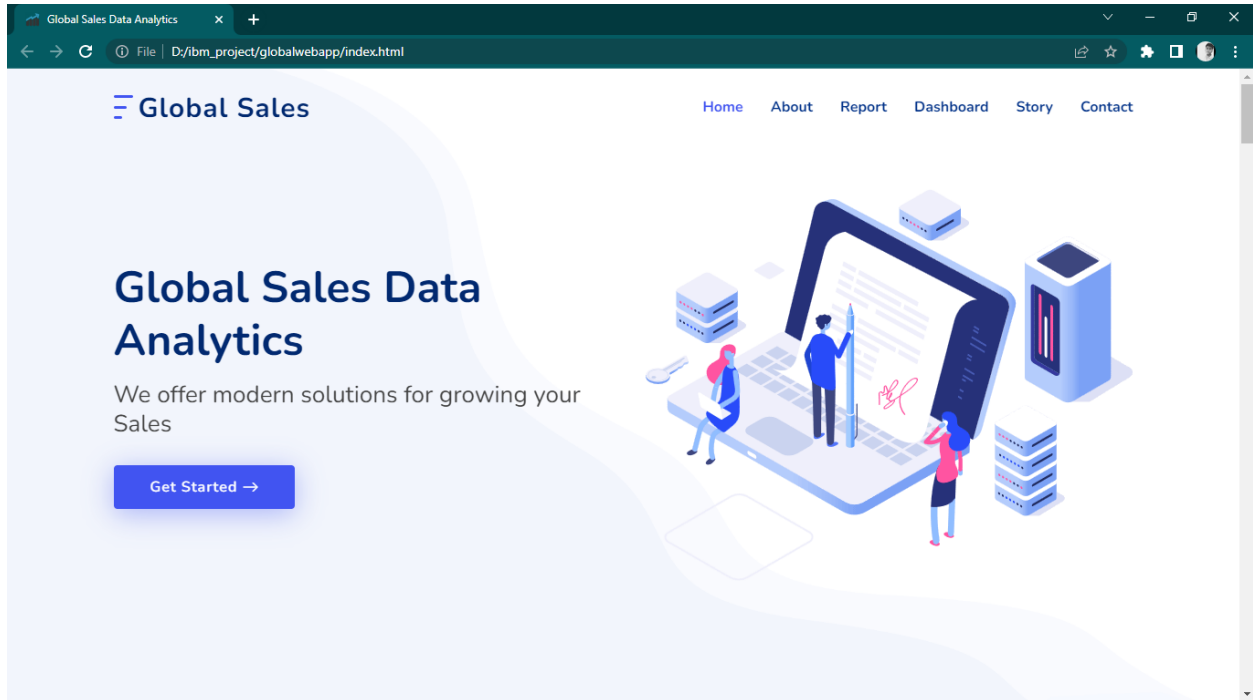 Global Sales Data Analytics
File D:/ibm_project/globalwebapp/index.html
Global Sales
Home About Report Dashboard Story Contact
Global Sales Data
Analytics
We offer modern solutions for growing your
Sales
Get Started →